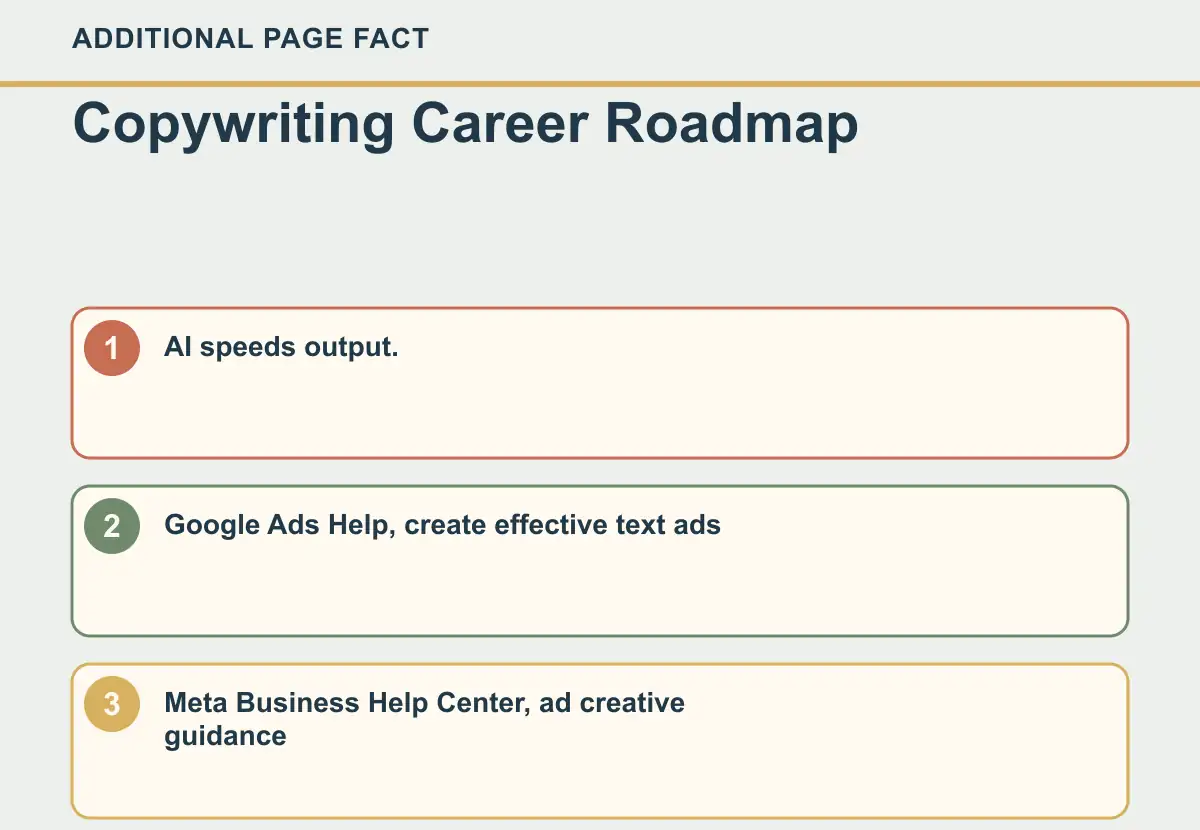 ADDITIONAL PAGE FACT
Copywriting Career Roadmap
1
AI speeds output.
2
Google Ads Help, create effective text ads
3
Meta Business Help Center, ad creative
guidance